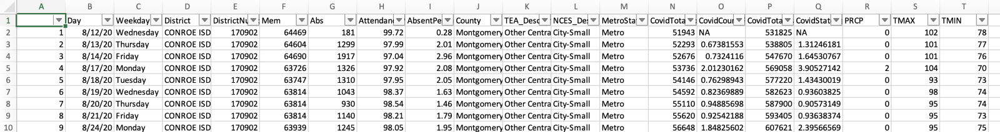 A B C D E F G H I J K L M N O P Q R S T
1 Day Weekday District DistrictNu Mem Abs Attendan AbsentPe County TEA_Desc NCES_Des MetroSta CovidTota CovidCour CovidTota CovidStat PRCP TMAX TMIN
2 1 8/12/20 Wednesday CONROE ISD 170902 64469 181 99.72 0.28 Montgomery Other Centra City-Small Metro 51943 NA 531825 NA 0 102 78
3 2 8/13/20 Thursday CONROE ISD 170902 64604 1299 97.99 2.01 Montgomery Other Centra City-Small Metro 52293 0.67381553 538805 1.31246181 0 101 77
4 3 8/14/20 Friday CONROE ISD 170902 64690 1917 97.04 2.96 Montgomery Other Centra City-Small Metro 52676 0.7324116 547670 1.64530767 0 101 76
5 4 8/17/20 Monday CONROE ISD 170902 63726 1326 97.92 2.08 Montgomery Other Centra City-Small Metro 53736 2.01230162 569058 3.90527142 2 104 70
6 5 8/18/20 Tuesday CONROE ISD 170902 63747 1310 97.95 2.05 Montgomery Other Centra City-Small Metro 54146 0.76298943 577220 1.43430019 0 93 73
7 6 8/19/20 Wednesday CONROE ISD 170902 63814 1043 98.37 1.63 Montgomery Other Centra City-Small Metro 54592 0.82369889 582623 0.93603825 0 98 74
8 7 8/20/20 Thursday CONROE ISD 170902 63814 930 98.54 1.46 Montgomery Other Centra City-Small Metro 55110 0.94885698 587900 0.90573149 0 95 74
9 8 8/21/20 Friday CONROE ISD 170902 63814 1140 98.21 1.79 Montgomery Other Centra City-Small Metro 55620 0.92542188 593405 0.93638374 0 95 73
10 9 8/24/20 Monday CONROE ISD 170902 63939 1245 98.05 1.95 Montgomery Other Centra City-Small Metro 56648 1.84825602 607621 2.39566569 0 95 75